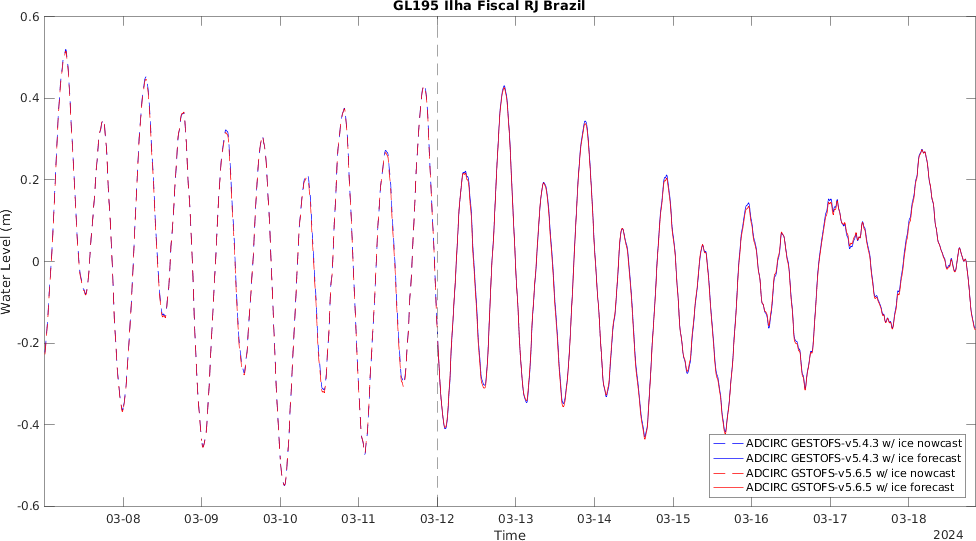 GL195 Ilha Fiscal RJ Brazil
0.6
0.4
0.2
0
-0.2
-0.4
-0.6
Water Level (m)
03-08 03-09 03-10 03-11 03-12 03-13 03-14 03-15 03-16 03-17 03-18
Time
2024
ADCIRC GESTOFS-v5.4.3 w/ ice nowcast
ADCIRC GESTOFS-v5.4.3 w/ ice forecast
ADCIRC GSTOFS-v5.6.5 w/ ice nowcast
ADCIRC GSTOFS-v5.6.5 w/ ice forecast